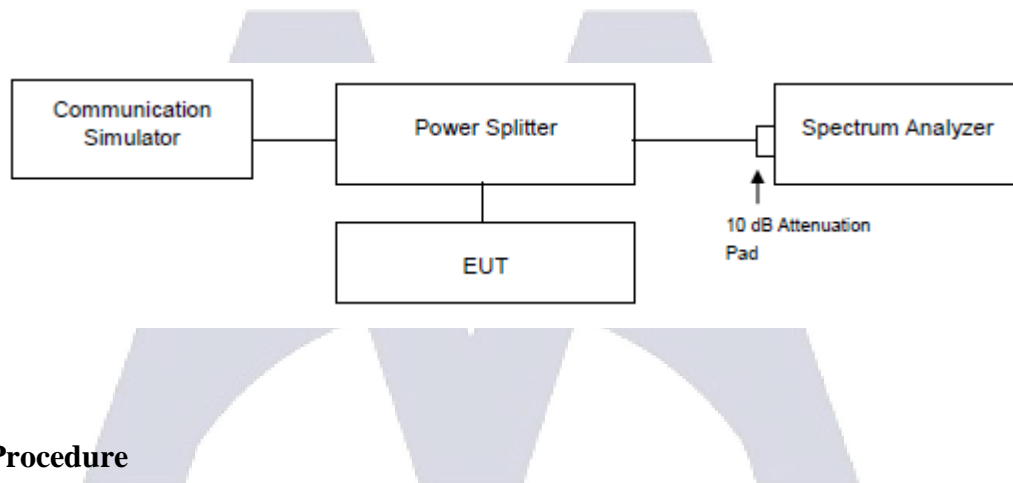 Communication
Simulator
Power Splitter
Spectrum Analyzer
10 dB Attenuation
Pad
EUT
Procedure